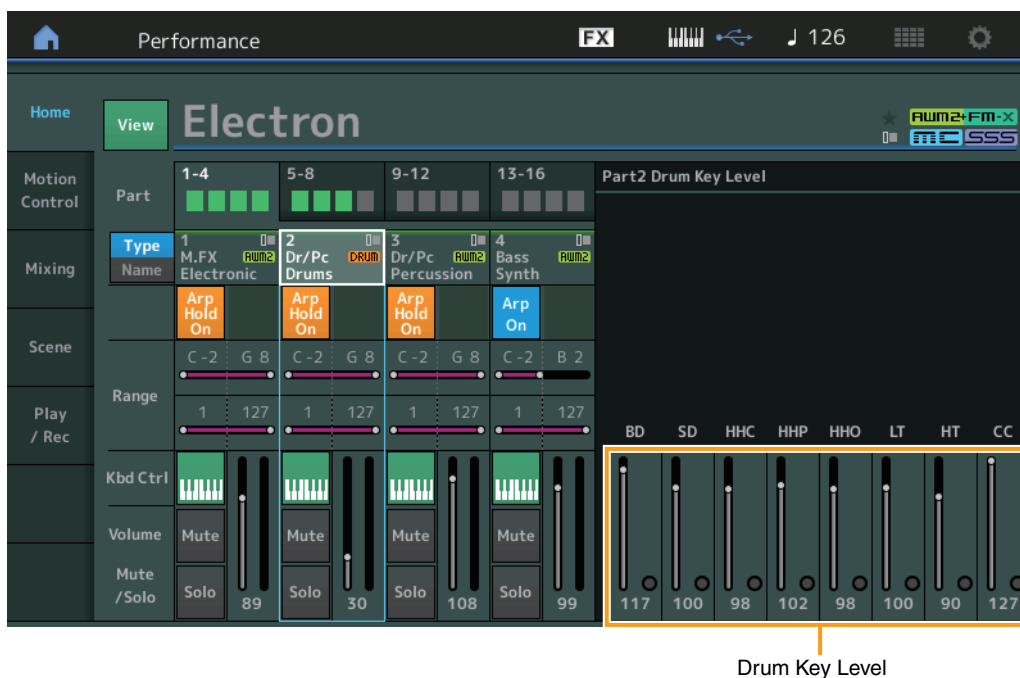 Performance FX 126
Home
View
Electron
AWM2+FM-X
MC SSS
Motion
Control
Part
1-4 5-8 9-12 13-16
Part2 Drum Key Level
Mixing
Type
Name
1
M.FX AWM2
Electronic
2
Dr/Pc DRUM
Drums
3
Dr/Pc AWM2
Percussion
4
Bass AWM2
Synth
Arp
Hold
On
Arp
Hold
On
Arp
Hold
On
Arp
On
Scene
Range
C -2 G 8 C -2 G 8 C -2 G 8 C -2 B 2
1 127 1 127 1 127 1 127
Play
/ Rec
BD SD HHC HHP HHO LT HT CC
Kbd Ctrl
Volume
Mute Mute Mute Mute
Mute
/Solo
Solo 89 Solo 30 Solo 108 Solo 99
117 100 98 102 98 100 90 127
Drum Key Level